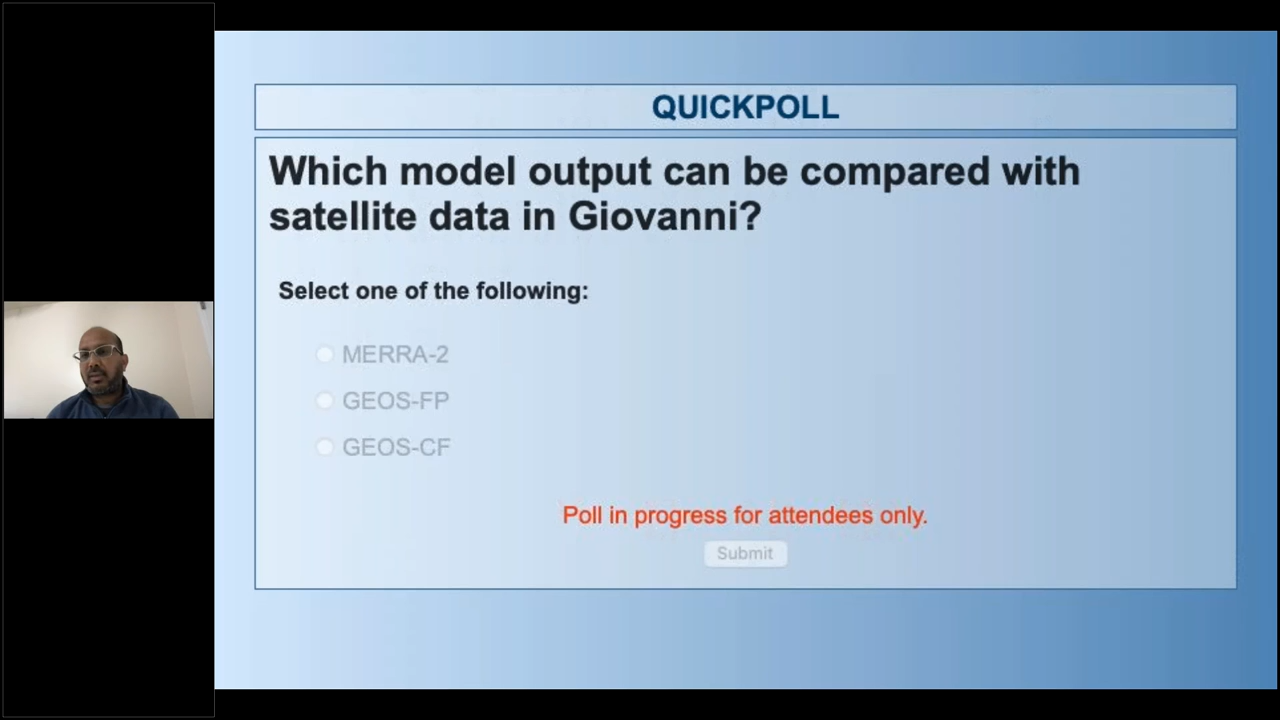 QUICKPOLL
Which model output can be compared with
satellite data in Giovanni?
Select one of the following:
MERRA-2
GEOS-FP
GEOS-CF
Poll in progress for attendees only.
Submit